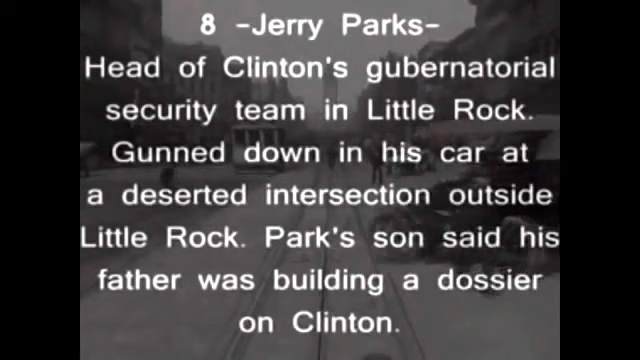 8 -Jerry Parks-
Head of Clinton's gubernatorial
security team in Little Rock.
Gunned down in his car at
a deserted intersection outside
Little Rock. Park's son said his
father was building a dossier
on Clinton.